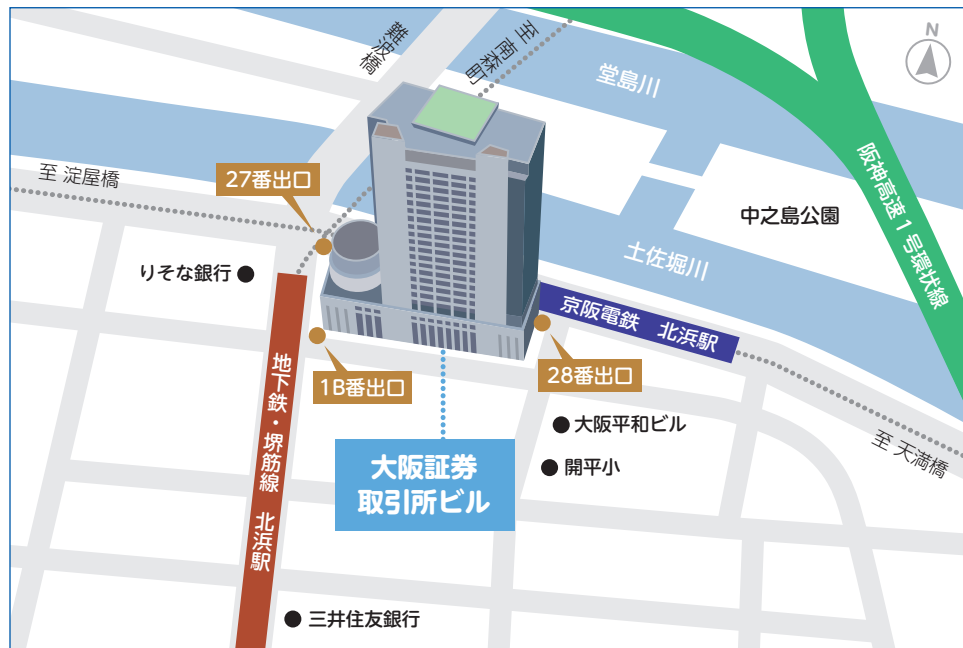 難波橋
至 南森町
N
堂島川
阪神高速1号環状線
至 淀屋橋
27番出口
中之島公園
土佐堀川
りそな銀行
京阪電鉄 北浜駅
1B番出口
28番出口
地下鉄・堺筋線 北浜駅
大阪平和ビル
至 天満橋
大阪証券
取引所ビル
開平小
三井住友銀行